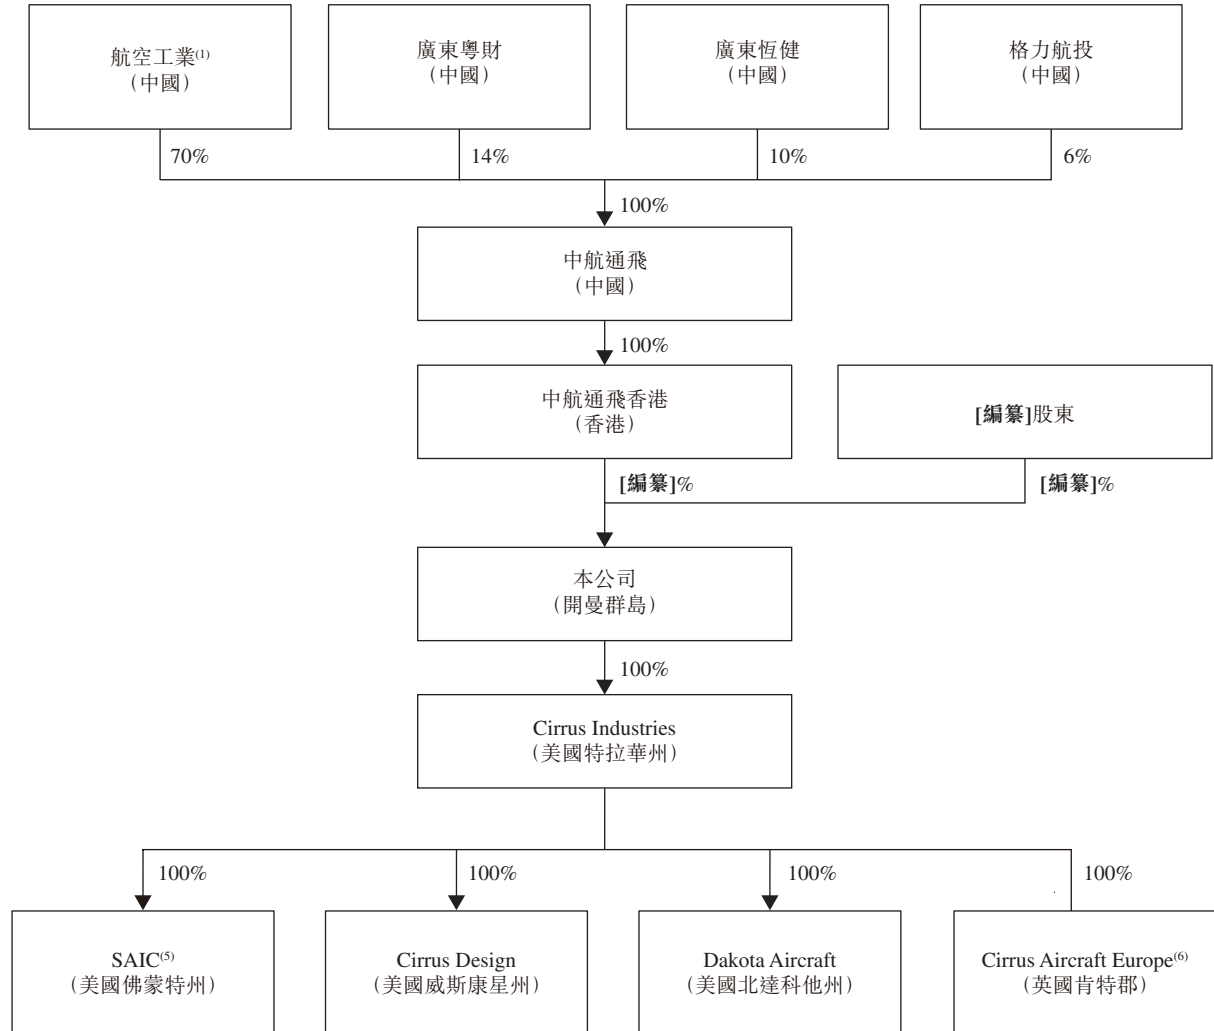 航空工業(1)
(中國)
廣東粵財
(中國)
廣東恆健
(中國)
格力航投
(中國)
70%
14%
10%
6%
100%
中航通飛
(中國)
100%
中航通飛香港
(香港)
[編纂]股東
[編纂]%
[編纂]%
本公司
(開曼群島)
100%
Cirrus Industries
(美國特拉華州)
100%
100%
100%
100%
SAIC(5)
(美國佛蒙特州)
Cirrus Design
(美國威斯康星州)
Dakota Aircraft
(美國北達科他州)
Cirrus Aircraft Europe(6)
(英國肯特郡)